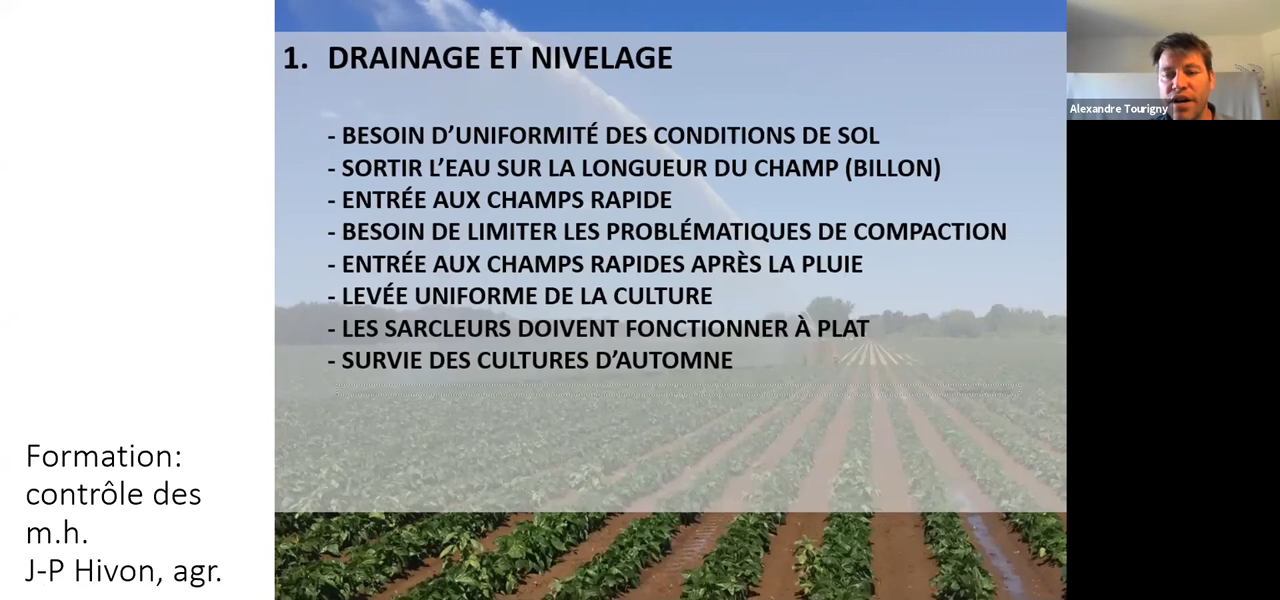 1. DRAINAGE ET NIVELAGE
- BESOIN D’UNIFORMITÉ DES CONDITIONS DE SOL
- SORTIR L’EAU SUR LA LONGUEUR DU CHAMP (BILLON)
- ENTRÉE AUX CHAMPS RAPIDE
- BESOIN DE LIMITER LES PROBLÉMATIQUES DE COMPACTION
- ENTRÉE AUX CHAMPS RAPIDES APRÈS LA PLUIE
- LEVÉE UNIFORME DE LA CULTURE
- LES SARCLEURS DOIVENT FONCTIONNER À PLAT
- SURVIE DES CULTURES D’AUTOMNE
Formation:
contrôle des
m.h.
J-P Hivon, agr.
Alexandre Tourigny